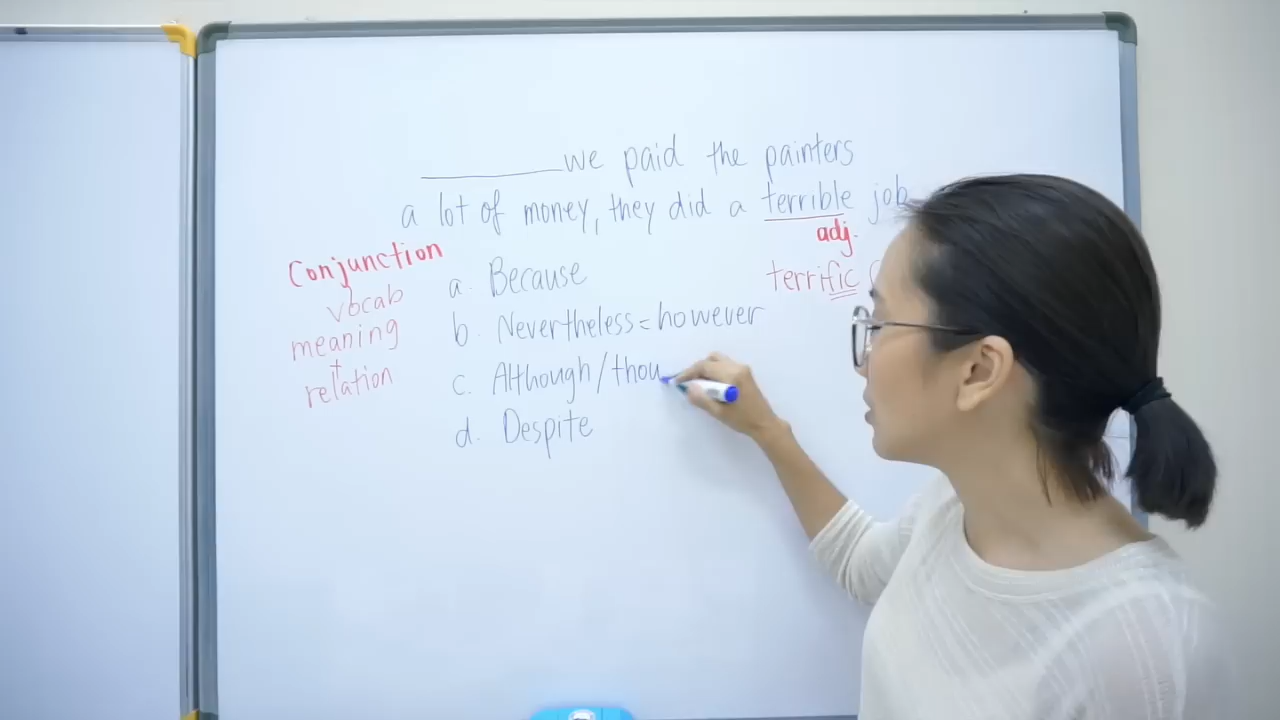 we paid the painters
a lot of money, they did a terrible job
adj.
terrific
Conjunction
vocab
meaning
+
relation
a. Because
b. Nevertheless = however
c. Although / thou
d. Despite